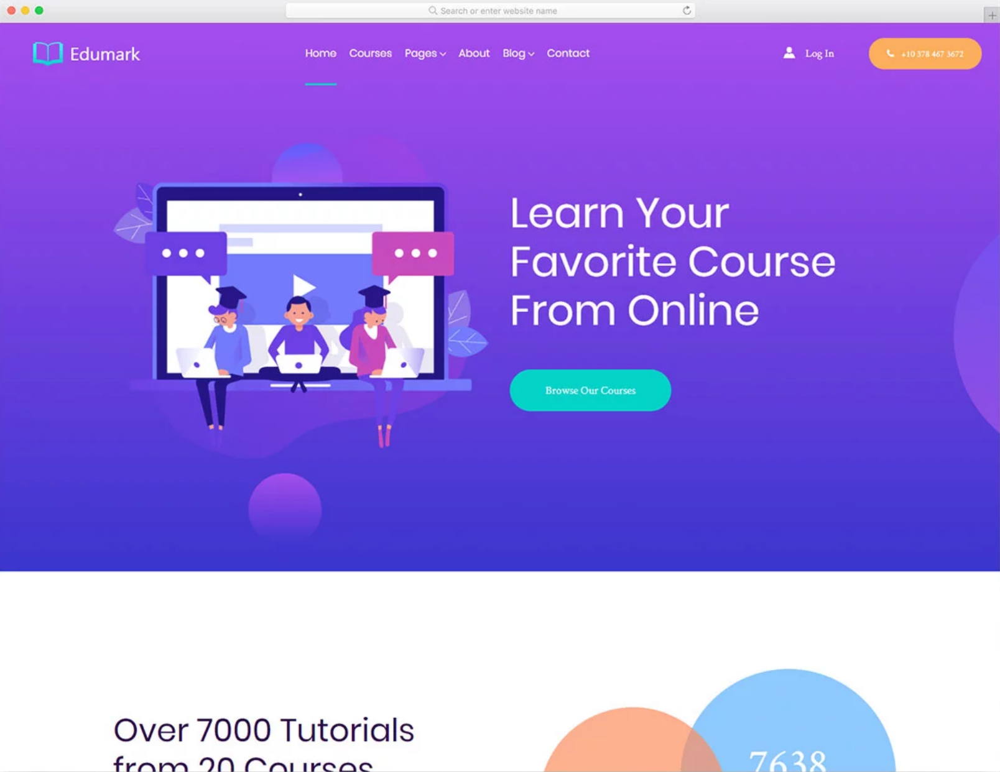 Search or enter website name
Edumark
Home Courses Pages About Blog Contact
Log In
+10 378 467 3672
Learn Your
Favorite Course
From Online
Browse Our Courses
Over 7000 Tutorials
from 20 Courses
7638